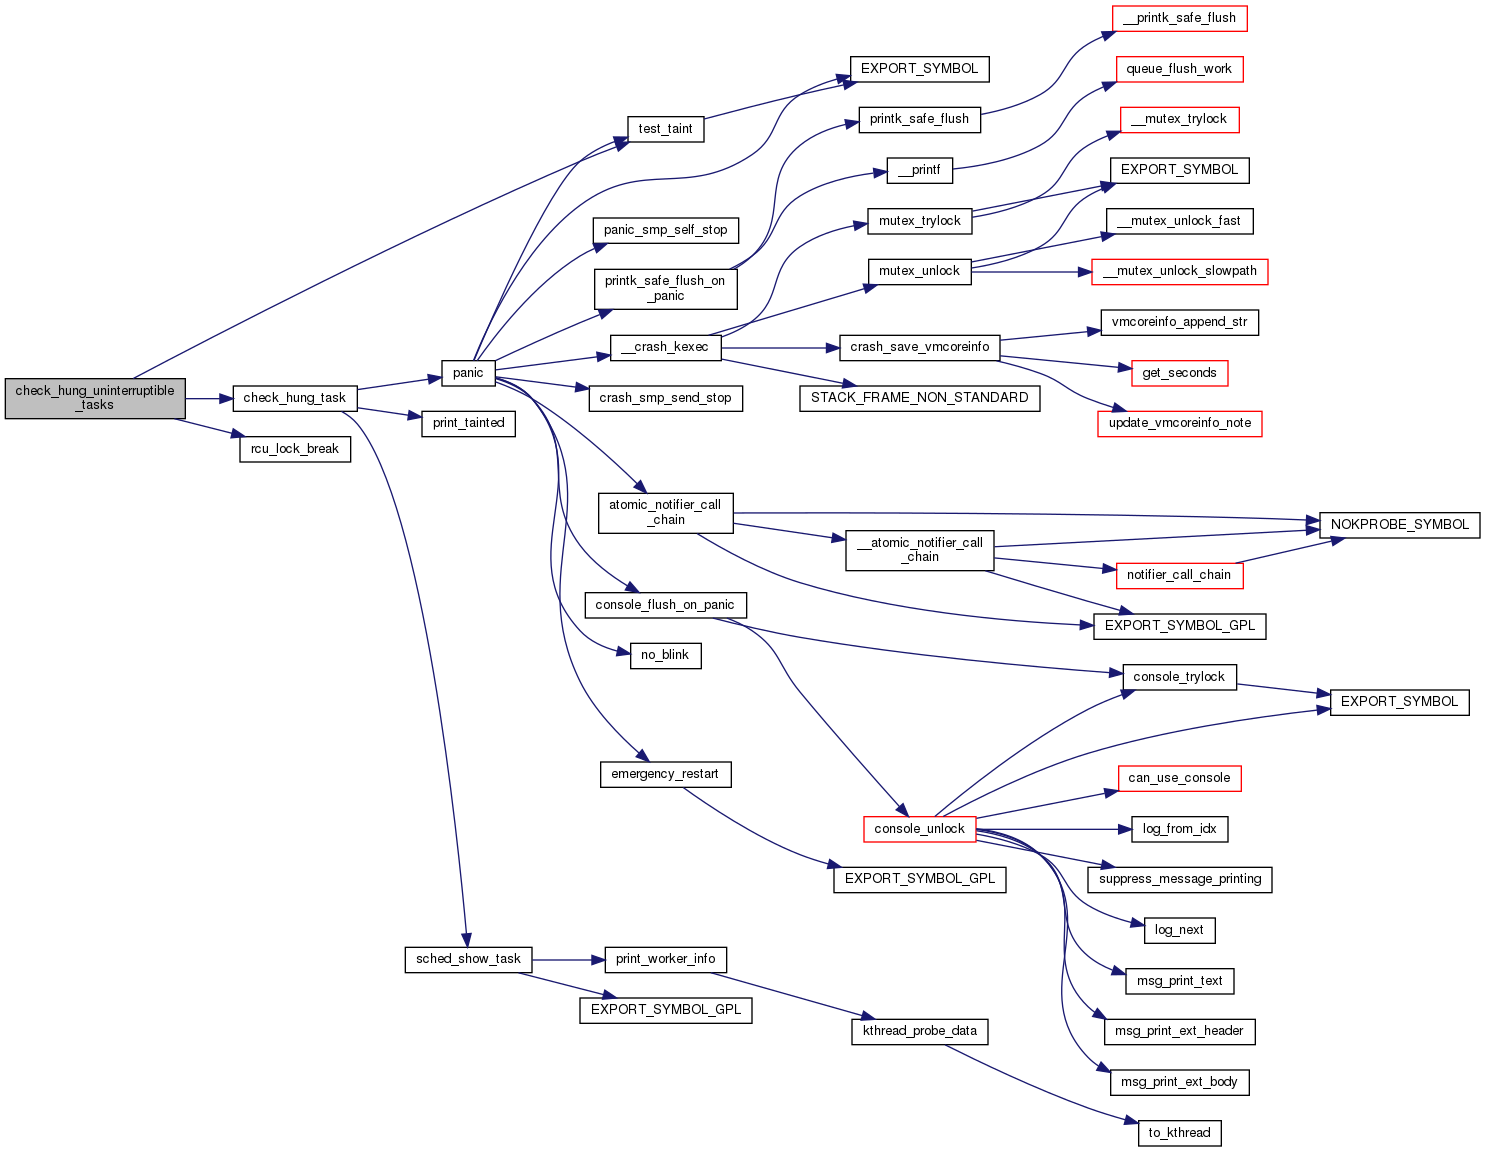 __printk_safe_flush
EXPORT_SYMBOL
queue_flush_work
test_taint
printk_safe_flush
__mutex_trylock
__printf
EXPORT_SYMBOL
panic_smp_self_stop
mutex_trylock
__mutex_unlock_fast
printk_safe_flush_on
_panic
mutex_unlock
__mutex_unlock_slowpath
vmcoreinfo_append_str
__crash_kexec
crash_save_vmcoreinfo
panic
get_seconds
check_hung_uninterruptible
_tasks
check_hung_task
crash_smp_send_stop
STACK_FRAME_NON_STANDARD
print_tainted
update_vmcoreinfo_note
rcu_lock_break
atomic_notifier_call
_chain
NOKPROBE_SYMBOL
__atomic_notifier_call
_chain
notifier_call_chain
console_flush_on_panic
EXPORT_SYMBOL_GPL
no_blink
console_trylock
EXPORT_SYMBOL
emergency_restart
can_use_console
console_unlock
log_from_idx
EXPORT_SYMBOL_GPL
suppress_message_printing
log_next
sched_show_task
print_worker_info
msg_print_text
EXPORT_SYMBOL_GPL
kthread_probe_data
msg_print_ext_header
msg_print_ext_body
to_kthread